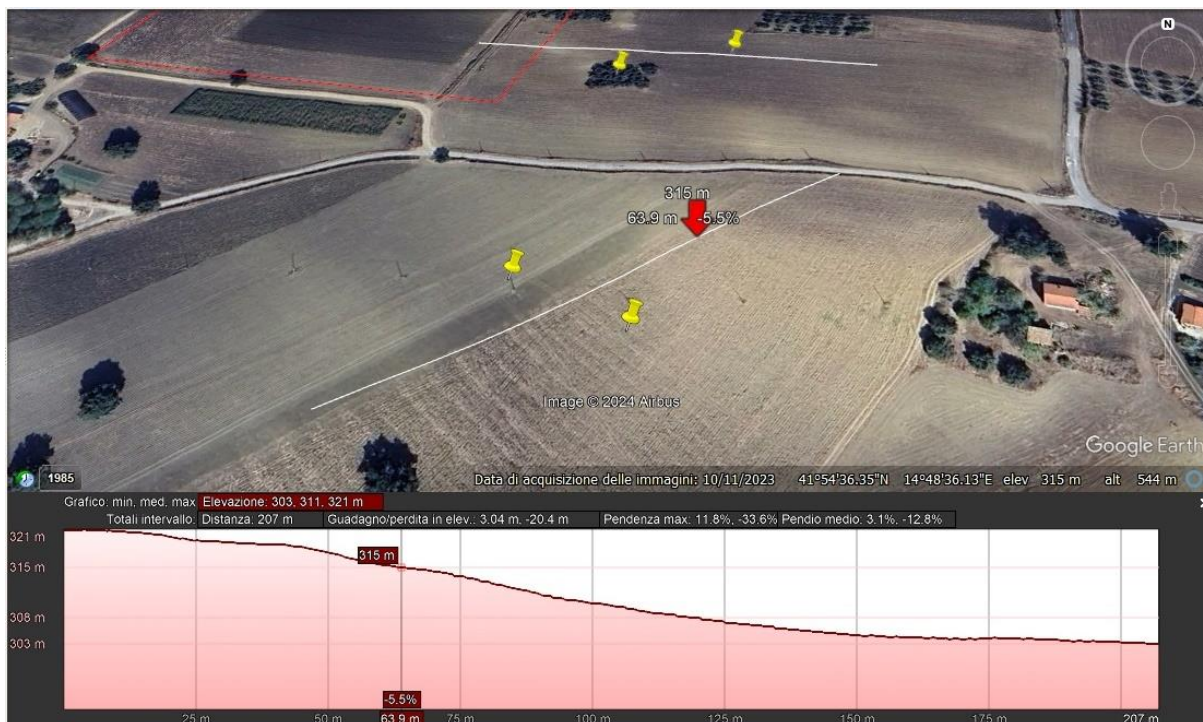 N
315 m
63.9 m -5.5%
Image © 2024 Airbus
Google Earth
1985
Data di acquisizione delle immagini: 10/11/2023 41°54'36.35"N 14°48'36.13"E elev 315 m alt 544 m
Grafico: min, med, max Elevazione: 303, 311, 321 m
Totali intervallo: Distanza: 207 m Guadagno/perdita in elev.: 3.04 m, -20.4 m Pendenza max: 11.8%, -33.6% Pendio medio: 3.1%, -12.8%
321 m
315 m
315 m
308 m
303 m
-5.5%
25 m 50 m 63.9 m 75 m 100 m 125 m 150 m 175 m 207 m